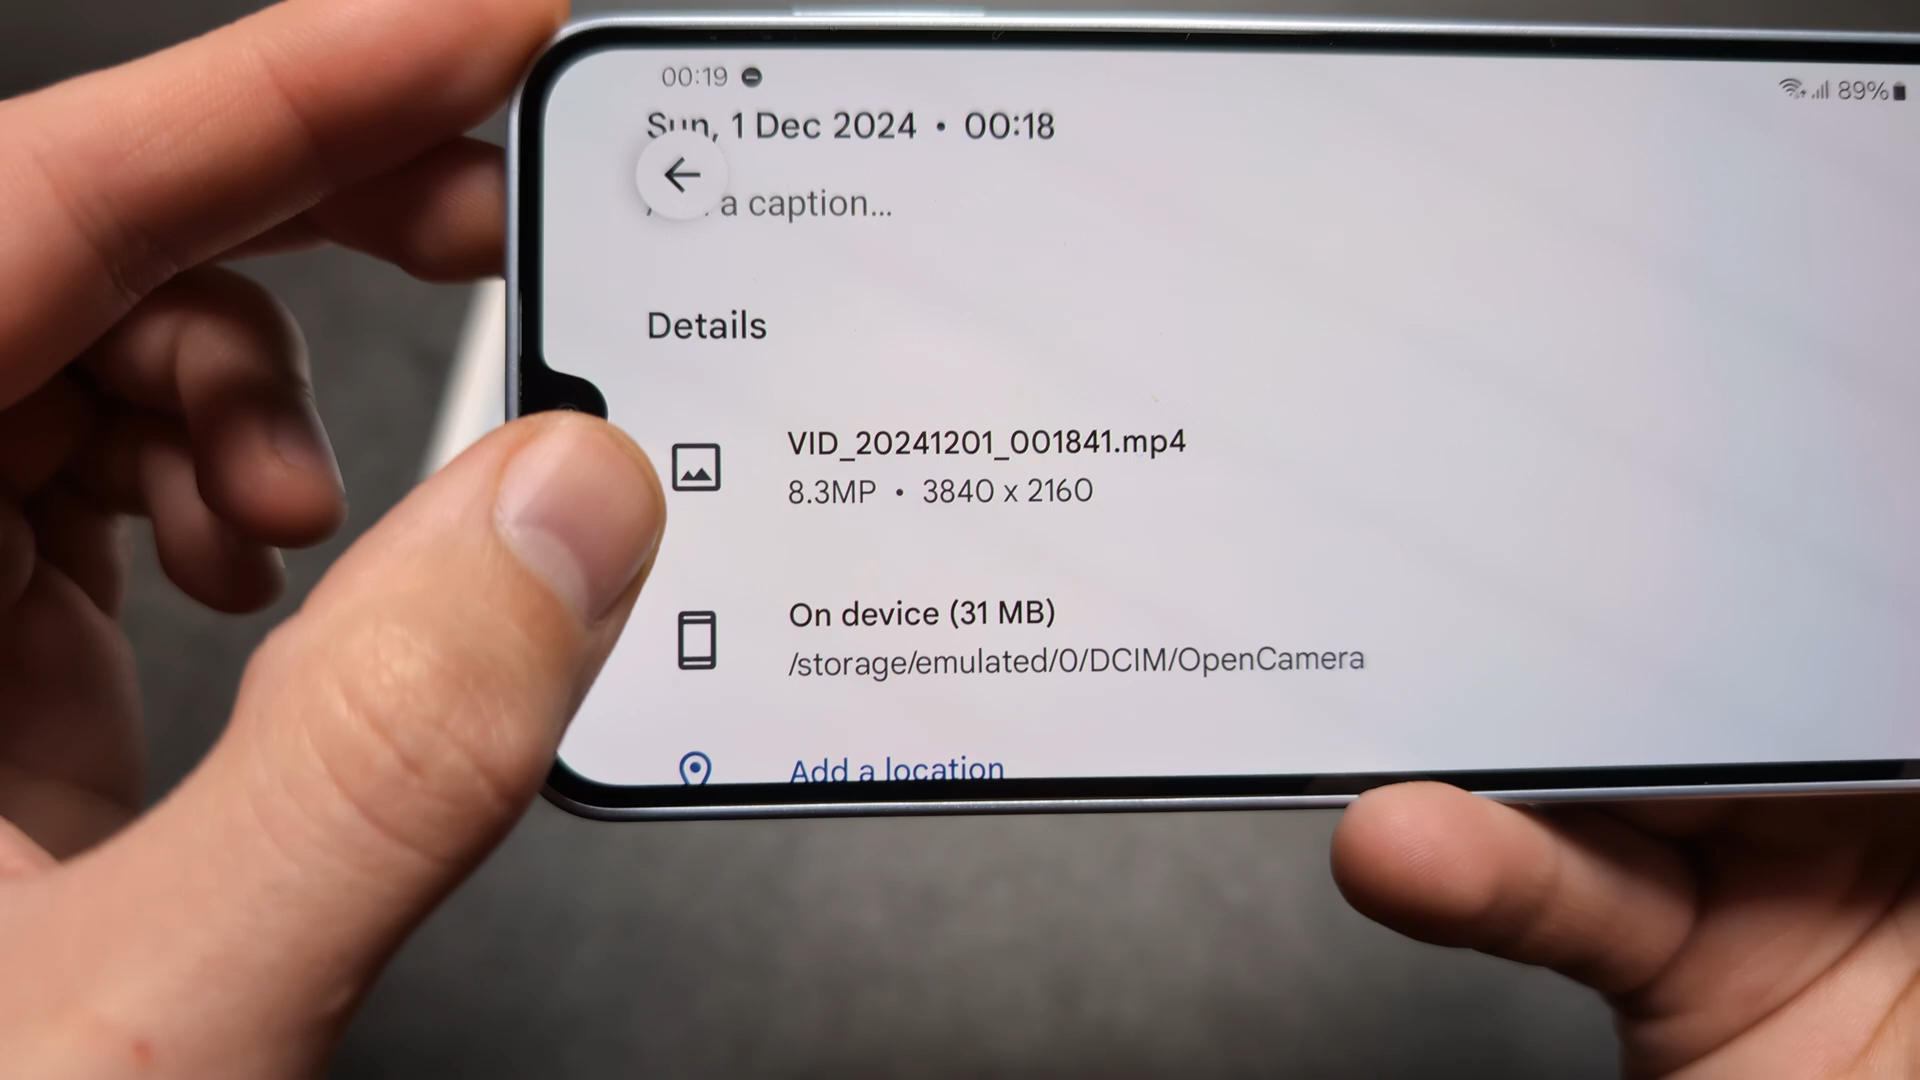 00:19
89%
Sun, 1 Dec 2024 • 00:18
a caption...
Details
VID_20241201_001841.mp4
8.3MP • 3840 x 2160
On device (31 MB)
/storage/emulated/0/DCIM/OpenCamera
Add a location